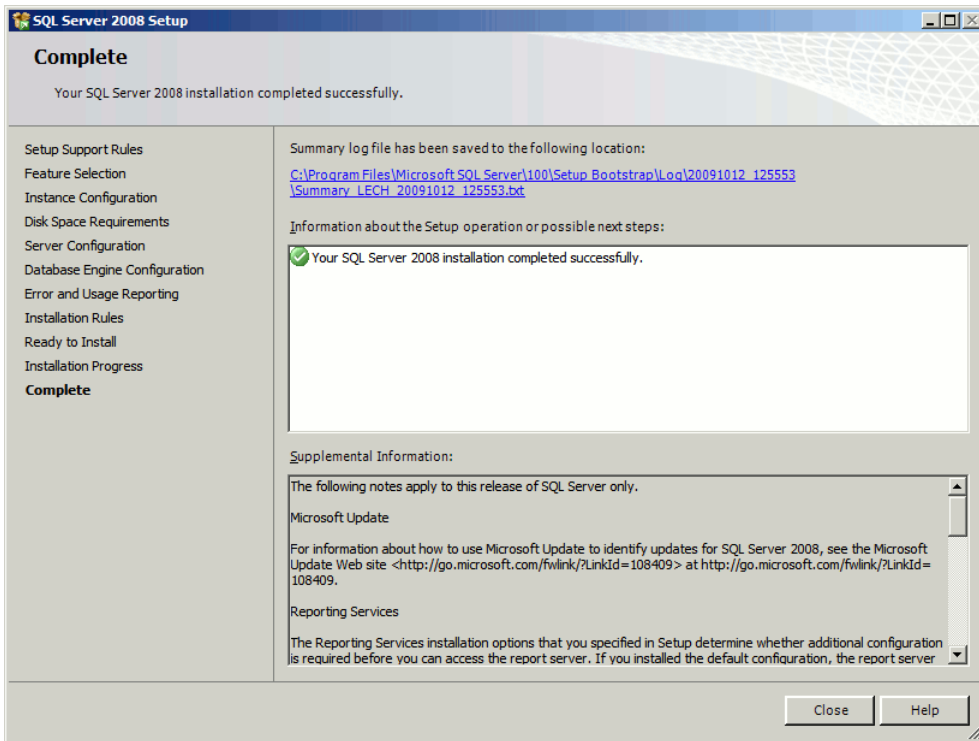 SQL Server 2008 Setup
Complete
Your SQL Server 2008 installation completed successfully.
Setup Support Rules
Feature Selection
Instance Configuration
Disk Space Requirements
Server Configuration
Database Engine Configuration
Error and Usage Reporting
Installation Rules
Ready to Install
Installation Progress
Complete
Summary log file has been saved to the following location:
C:\Program Files\Microsoft SQL Server\100\Setup Bootstrap\Log\20091012_125553
\Summary_LECH_20091012_125553.txt
Information about the Setup operation or possible next steps:
Your SQL Server 2008 installation completed successfully.
Supplemental Information:
The following notes apply to this release of SQL Server only.
Microsoft Update
For information about how to use Microsoft Update to identify updates for SQL Server 2008, see the Microsoft
Update Web site <http://go.microsoft.com/fwlink/?LinkId=108409> at http://go.microsoft.com/fwlink/?LinkId=
108409.
Reporting Services
The Reporting Services installation options that you specified in Setup determine whether additional configuration
is required before you can access the report server. If you installed the default configuration, the report server
Close
Help